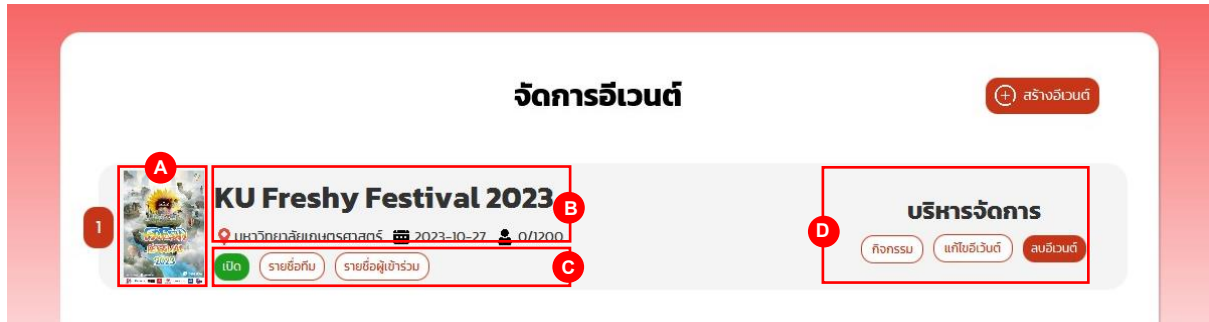 จัดการอีเวนต์
สร้างอีเวนต์
A
1
KU Freshy Festival 2023
B
มหาวิทยาลัยเกษตรศาสตร์ 2023-10-27 0/1200
เปิด รายชื่อทีม รายชื่อผู้เข้าร่วม
C
D
บริหารจัดการ
กิจกรรม แก้ไขอีเว้นต์ ลบอีเวนต์